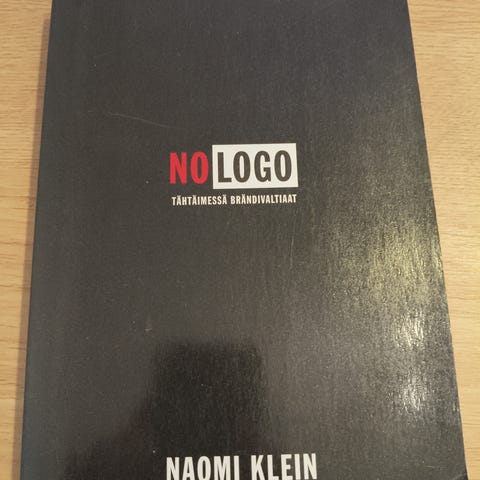 NO LOGO
TÄHTÄIMESSÄ BRÄNDIVALTIAAT
NAOMI KLEIN